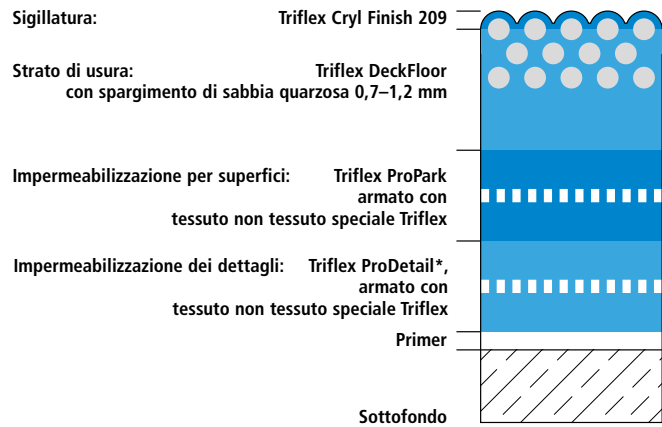 Sigillatura: Triflex Cryl Finish 209
Strato di usura: Triflex DeckFloor
con spargimento di sabbia quarzosa 0,7–1,2 mm
Impermeabilizzazione per superfici: Triflex ProPark
armato con
tessuto non tessuto speciale Triflex
Impermeabilizzazione dei dettagli: Triflex ProDetail*,
armato con
tessuto non tessuto speciale Triflex
Primer
Sottofondo